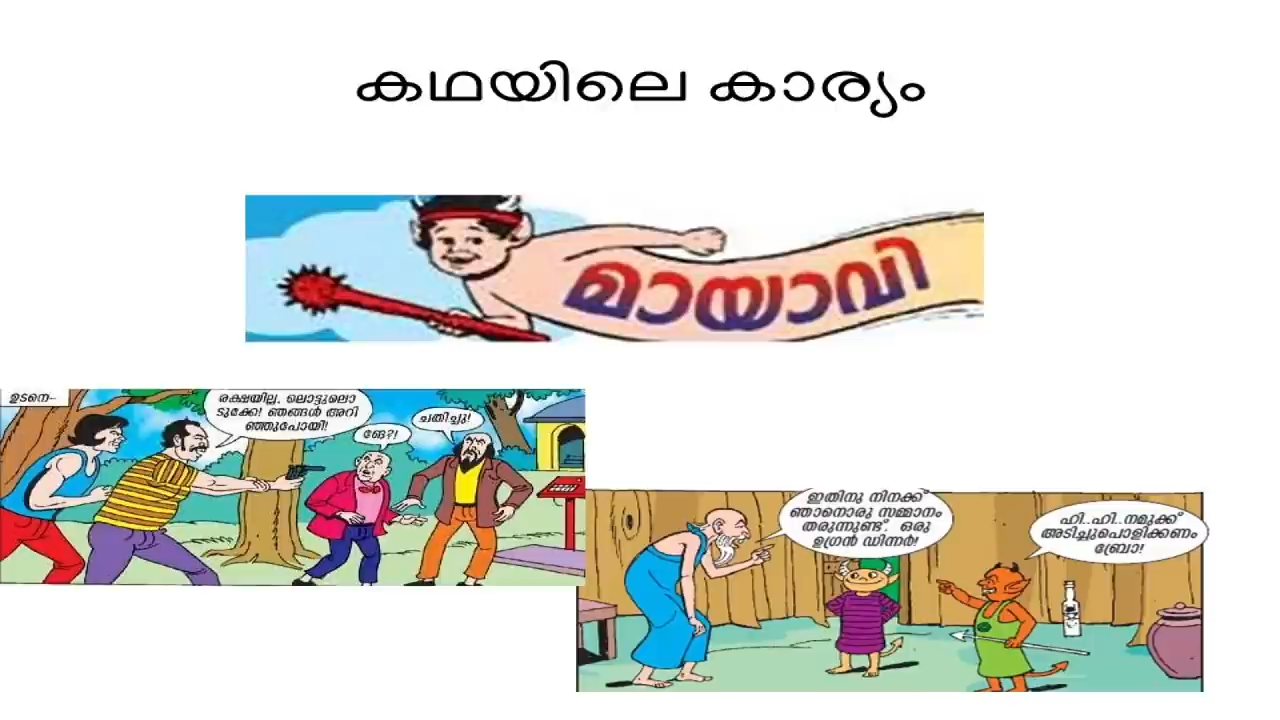 കഥയിലെ കാര്യം
മായാവി
ഉടനെ--
രക്ഷയില്ല, ലൊട്ടുലൊ
ടുക്കേ! ഞങ്ങൾ അറി
ഞ്ഞുപോയി!
ങേ?!
ചതിച്ചു!
ഇതിനു നിനക്ക്
ഞാനൊരു സമ്മാനം
തരുന്നുണ്ട്. ഒരു
ഉഗ്രൻ ഡിന്നർ!
ഹി..ഹി..നമുക്ക്
അടിച്ചുപൊളിക്കണം
ബ്രോ!